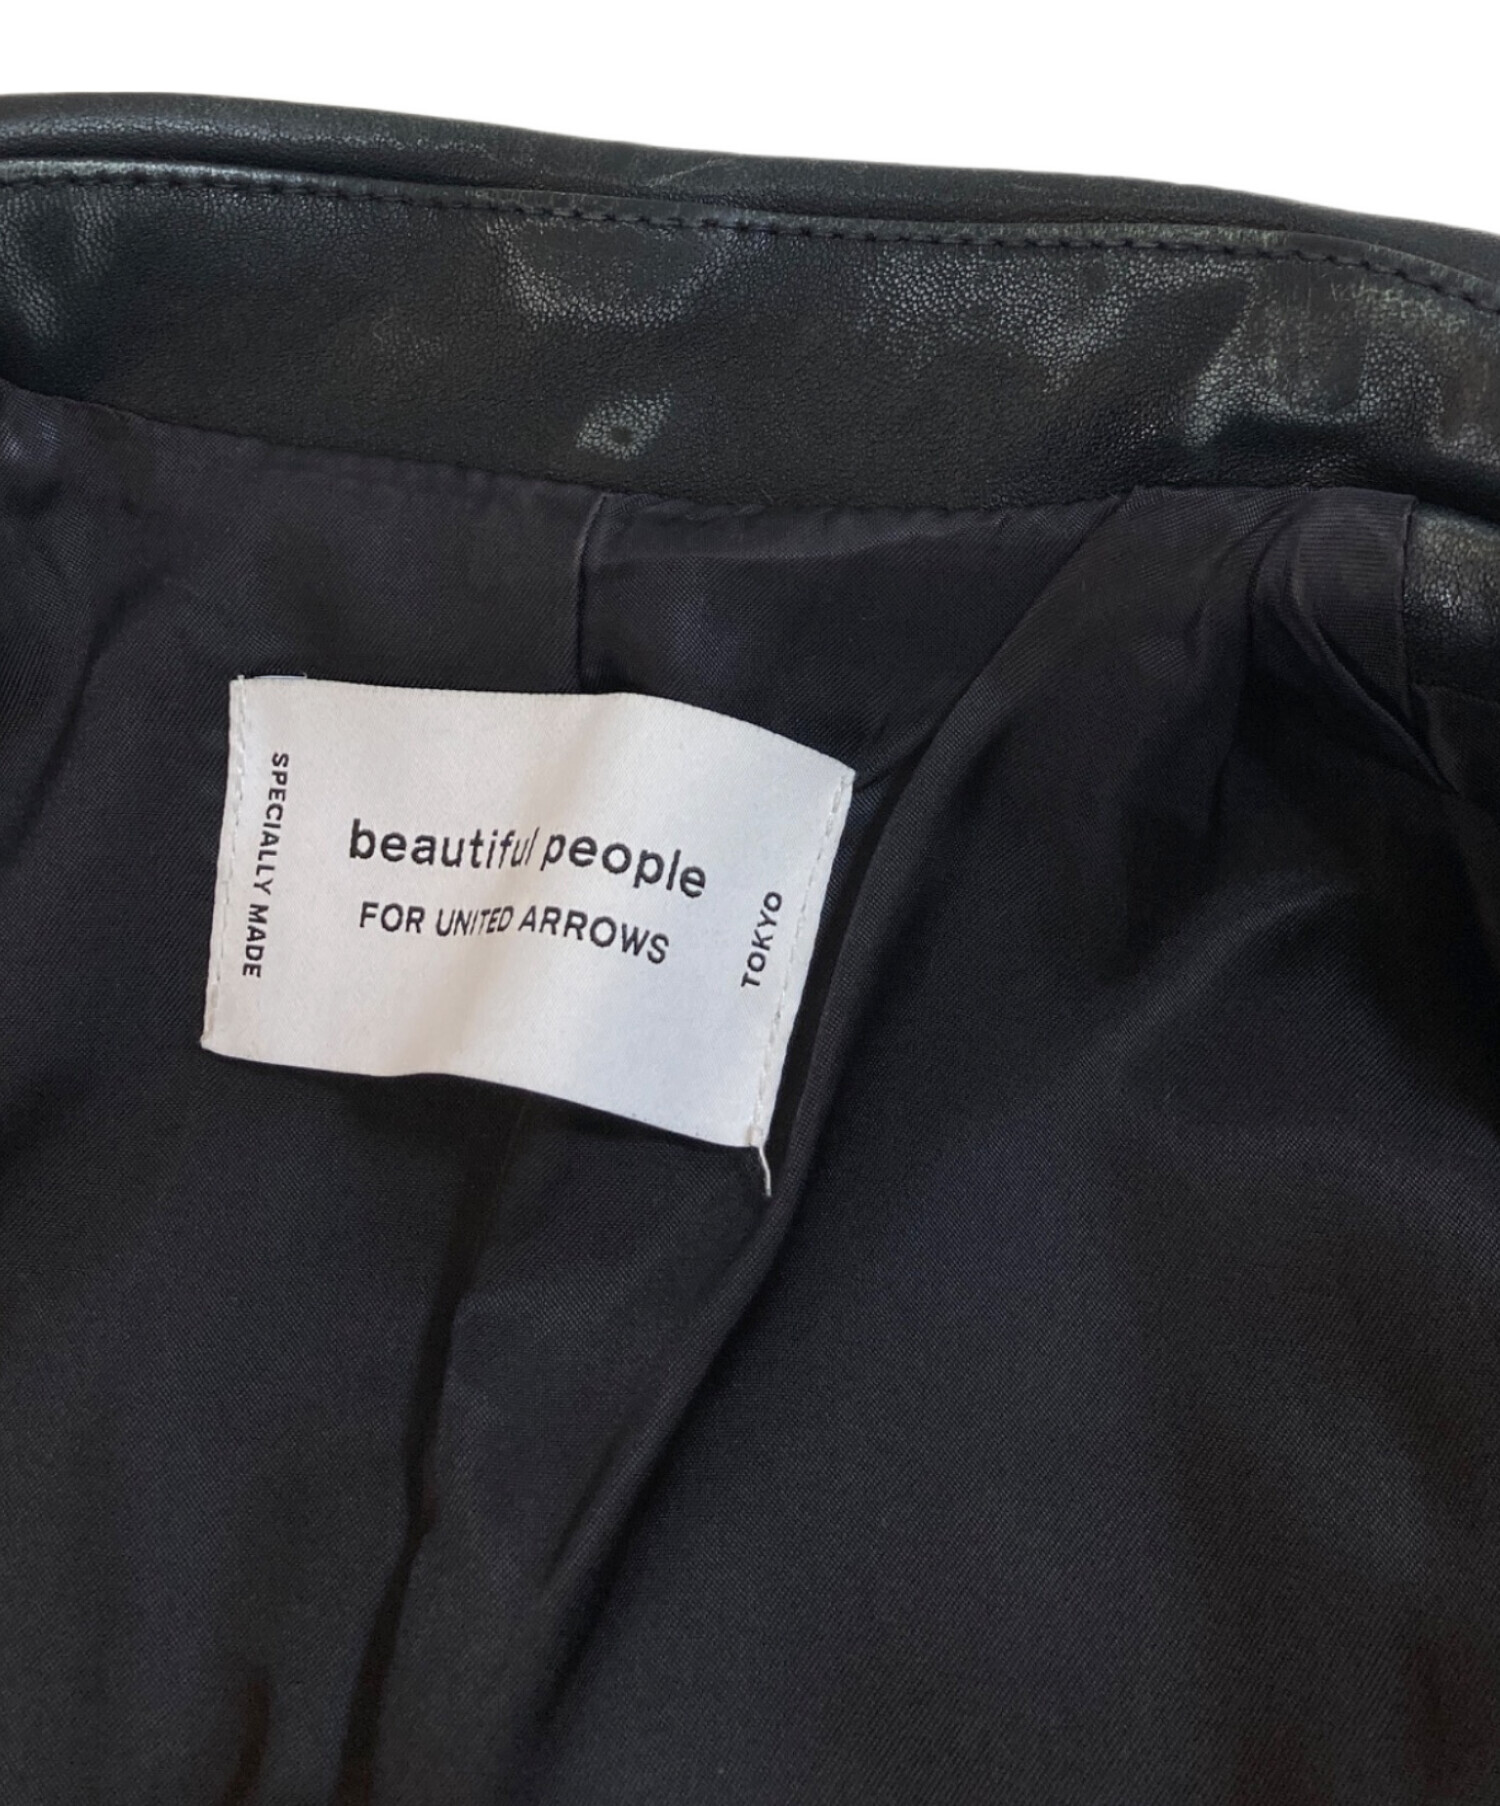 SPECIALLY MADE
beautiful people
FOR UNITED ARROWS
TOKYO